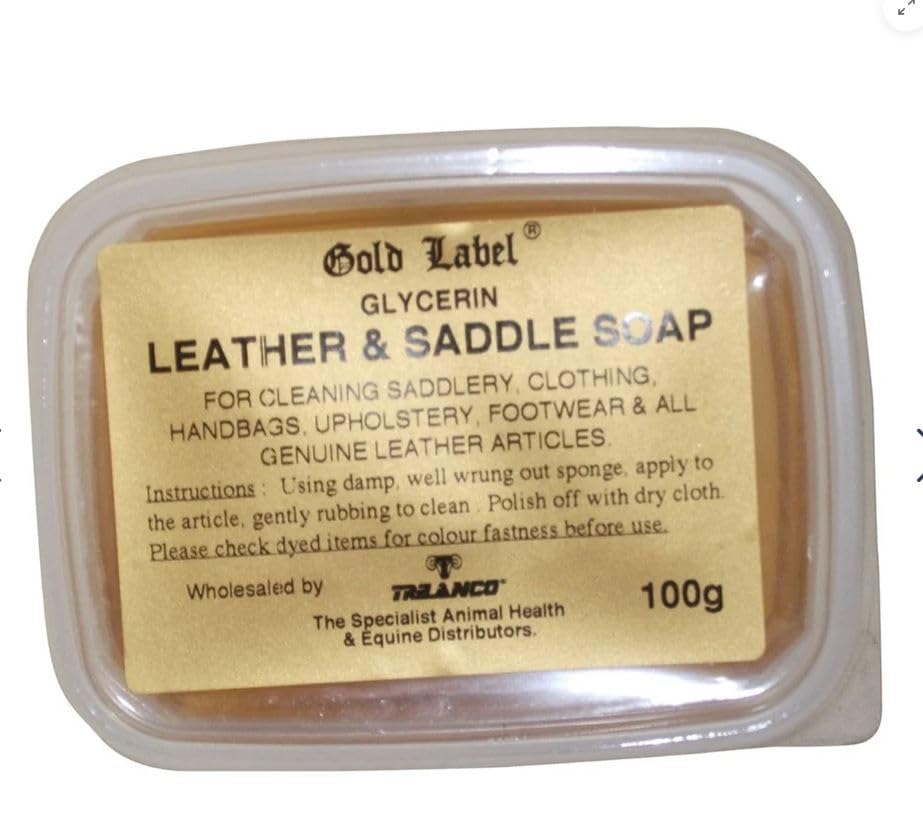 Gold Label®
GLYCERIN
LEATHER & SADDLE SOAP
FOR CLEANING SADDLERY, CLOTHING,
HANDBAGS, UPHOLSTERY, FOOTWEAR & ALL
GENUINE LEATHER ARTICLES.
Instructions : Using damp, well wrung out sponge, apply to
the article, gently rubbing to clean . Polish off with dry cloth.
Please check dyed items for colour fastness before use.
Wholesaled by TRILANCO™ 100g
The Specialist Animal Health
& Equine Distributors.